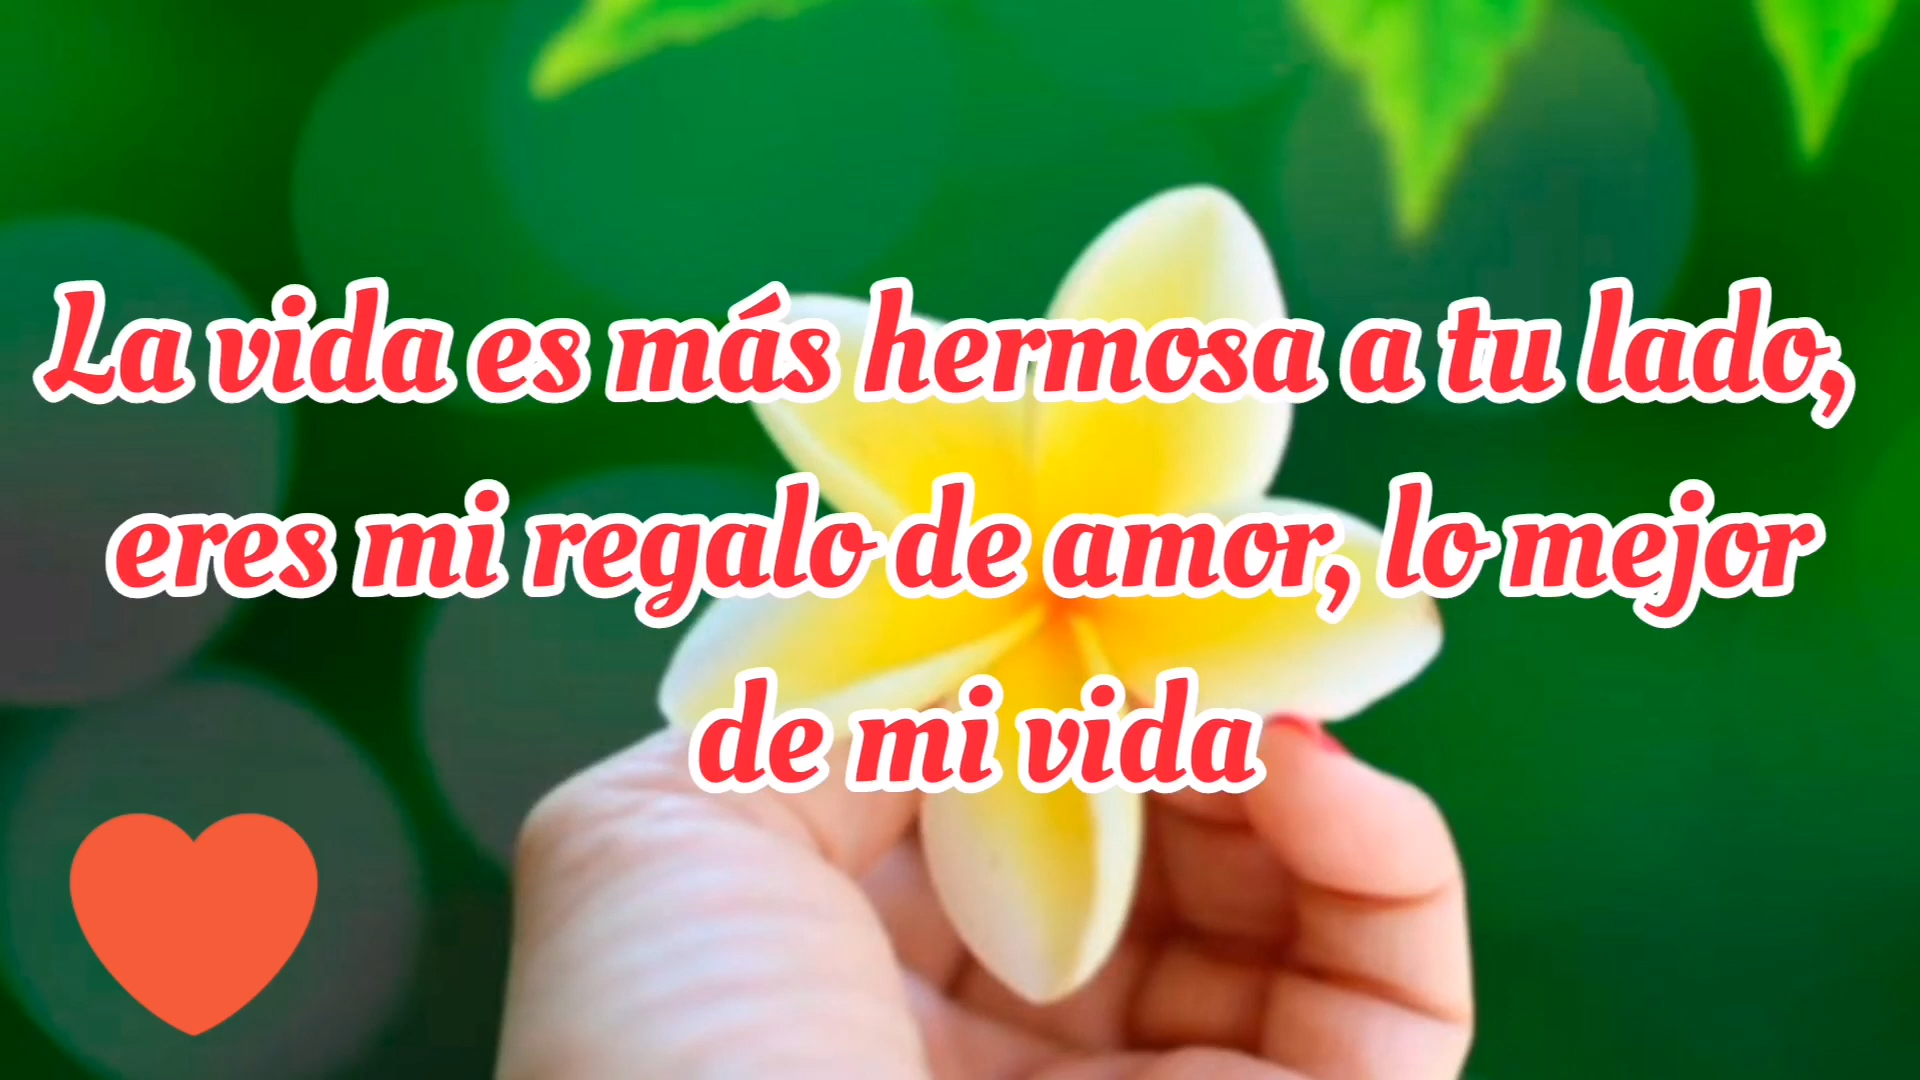 La vida es más hermosa a tu lado,
eres mi regalo de amor, lo mejor
de mi vida